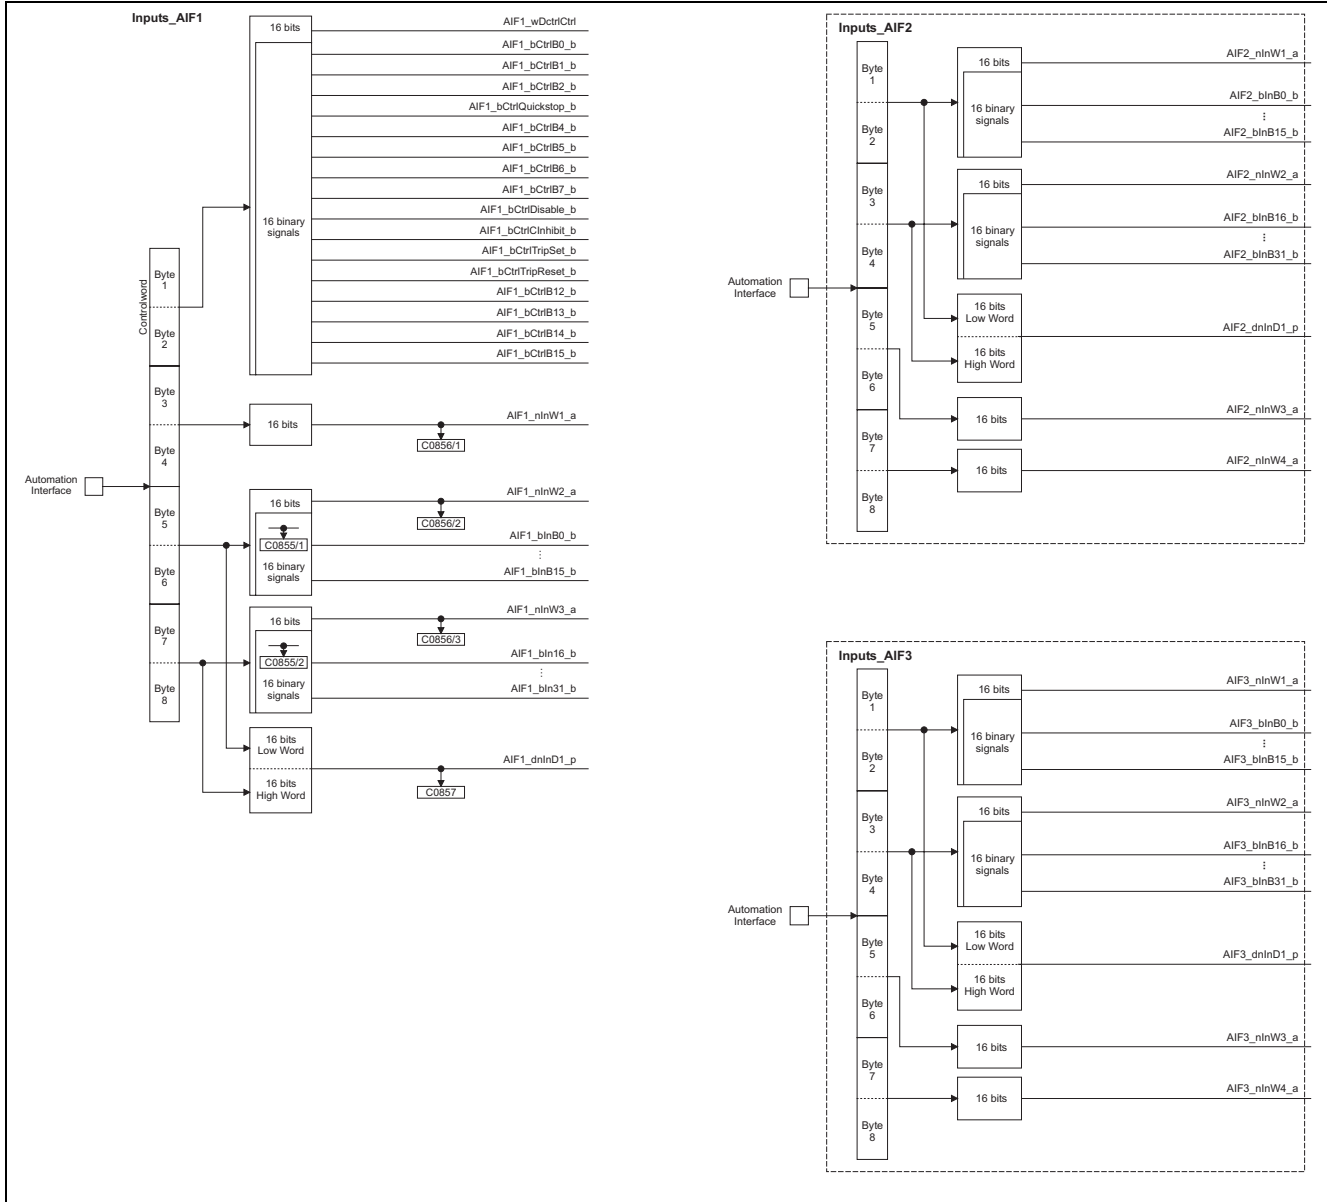 Inputs_AIF1
16 bits
AIF1_wDctrlCtrl
AIF1_bCtrlB0_b
AIF1_bCtrlB1_b
AIF1_bCtrlB2_b
AIF1_bCtrlQuickstop_b
AIF1_bCtrlB4_b
AIF1_bCtrlB5_b
AIF1_bCtrlB6_b
AIF1_bCtrlB7_b
AIF1_bCtrlDisable_b
AIF1_bCtrlCInhibit_b
AIF1_bCtrlTripSet_b
AIF1_bCtrlTripReset_b
AIF1_bCtrlB12_b
AIF1_bCtrlB13_b
AIF1_bCtrlB14_b
AIF1_bCtrlB15_b
16 binary
signals
Controlword
Byte
1
Byte
2
Byte
3
Byte
4
Byte
5
Byte
6
Byte
7
Byte
8
Automation
Interface
16 bits
AIF1_nInW1_a
C0856/1
16 bits
AIF1_nInW2_a
C0856/2
C0855/1
16 binary
signals
AIF1_bInB0_b
⋮
AIF1_bInB15_b
16 bits
AIF1_nInW3_a
C0856/3
C0855/2
16 binary
signals
AIF1_bIn16_b
⋮
AIF1_bIn31_b
16 bits
Low Word
16 bits
High Word
AIF1_dnInD1_p
C0857
Inputs_AIF2
Automation
Interface
Byte
1
Byte
2
Byte
3
Byte
4
Byte
5
Byte
6
Byte
7
Byte
8
16 bits
16 binary
signals
AIF2_nInW1_a
AIF2_bInB0_b
⋮
AIF2_bInB15_b
16 bits
16 binary
signals
AIF2_nInW2_a
AIF2_bInB16_b
⋮
AIF2_bInB31_b
16 bits
Low Word
16 bits
High Word
AIF2_dnInD1_p
16 bits
AIF2_nInW3_a
16 bits
AIF2_nInW4_a
Inputs_AIF3
Automation
Interface
Byte
1
Byte
2
Byte
3
Byte
4
Byte
5
Byte
6
Byte
7
Byte
8
16 bits
16 binary
signals
AIF3_nInW1_a
AIF3_bInB0_b
⋮
AIF3_bInB15_b
16 bits
16 binary
signals
AIF3_nInW2_a
AIF3_bInB16_b
⋮
AIF3_bInB31_b
16 bits
Low Word
16 bits
High Word
AIF3_dnInD1_p
16 bits
AIF3_nInW3_a
16 bits
AIF3_nInW4_a